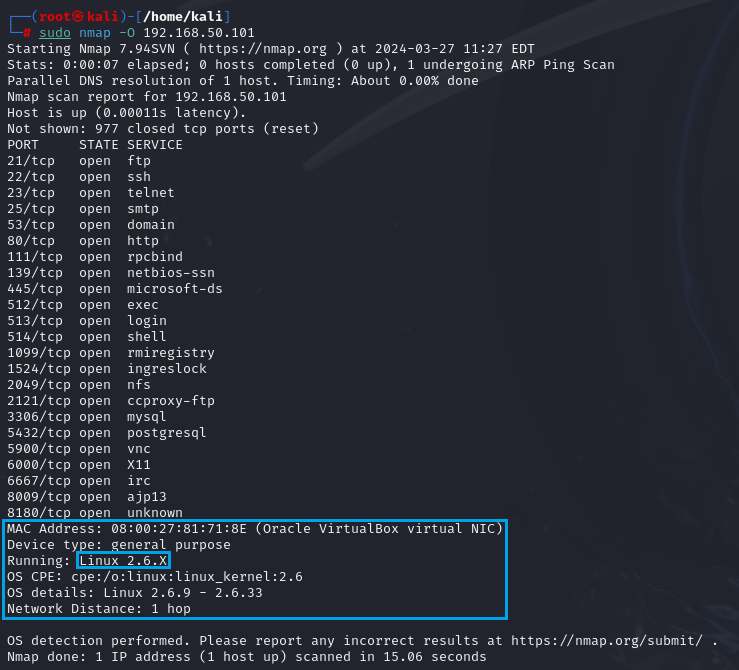 ┌──(root㉿kali)-[/home/kali]
└─# sudo nmap -O 192.168.50.101
Starting Nmap 7.94SVN ( https://nmap.org ) at 2024-03-27 11:27 EDT
Stats: 0:00:07 elapsed; 0 hosts completed (0 up), 1 undergoing ARP Ping Scan
Parallel DNS resolution of 1 host. Timing: About 0.00% done
Nmap scan report for 192.168.50.101
Host is up (0.00011s latency).
Not shown: 977 closed tcp ports (reset)
PORT     STATE SERVICE
21/tcp   open  ftp
22/tcp   open  ssh
23/tcp   open  telnet
25/tcp   open  smtp
53/tcp   open  domain
80/tcp   open  http
111/tcp  open  rpcbind
139/tcp  open  netbios-ssn
445/tcp  open  microsoft-ds
512/tcp  open  exec
513/tcp  open  login
514/tcp  open  shell
1099/tcp open  rmiregistry
1524/tcp open  ingreslock
2049/tcp open  nfs
2121/tcp open  ccproxy-ftp
3306/tcp open  mysql
5432/tcp open  postgresql
5900/tcp open  vnc
6000/tcp open  X11
6667/tcp open  irc
8009/tcp open  ajp13
8180/tcp open  unknown
MAC Address: 08:00:27:81:71:8E (Oracle VirtualBox virtual NIC)
Device type: general purpose
Running: Linux 2.6.X
OS CPE: cpe:/o:linux:linux_kernel:2.6
OS details: Linux 2.6.9 - 2.6.33
Network Distance: 1 hop
OS detection performed. Please report any incorrect results at https://nmap.org/submit/ .
Nmap done: 1 IP address (1 host up) scanned in 15.06 seconds